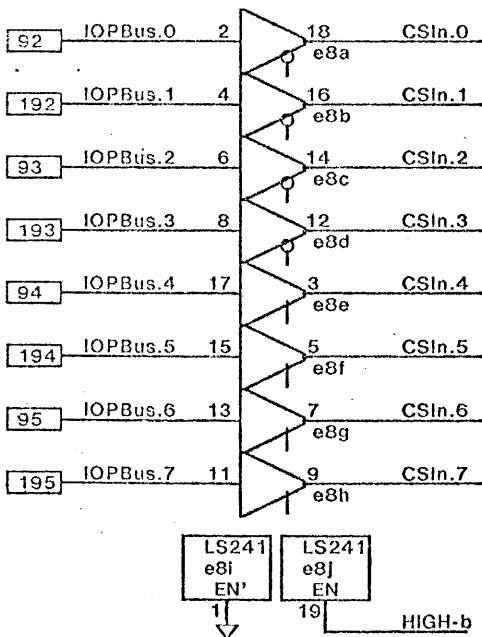 92 IOPBus.0 2 18 CSIn.0
e8a
192 IOPBus.1 4 16 CSIn.1
e8b
93 IOPBus.2 6 14 CSIn.2
e8c
193 IOPBus.3 8 12 CSIn.3
e8d
94 IOPBus.4 17 3 CSIn.4
e8e
194 IOPBus.5 15 5 CSIn.5
e8f
95 IOPBus.6 13 7 CSIn.6
e8g
195 IOPBus.7 11 9 CSIn.7
e8h
LS241 LS241
e8i e8j
EN' EN
1 19 HIGH-b